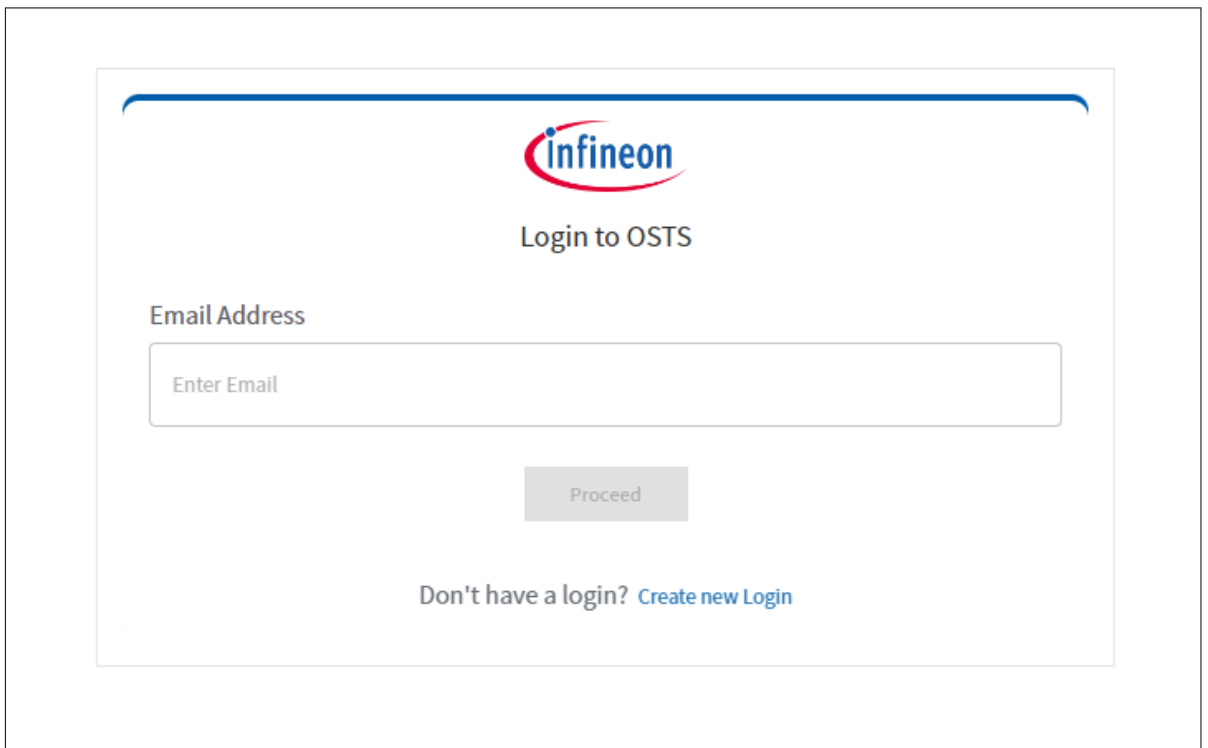 infineon
Login to OSTS
Email Address
Enter Email
Proceed
Don't have a login? Create new Login